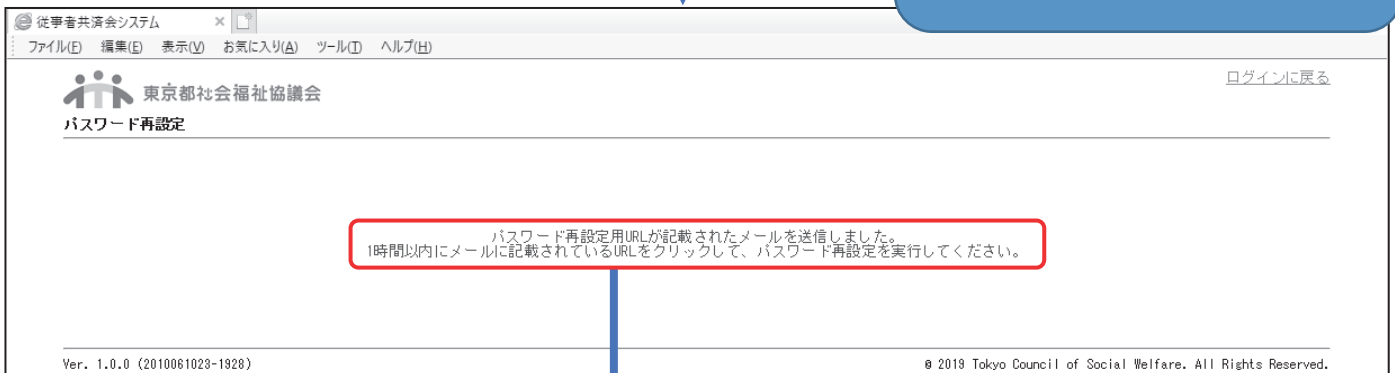 従事者共済会システム
ファイル(F) 編集(E) 表示(V) お気に入り(A) ツール(T) ヘルプ(H)
東京都社会福祉協議会
ログインに戻る
パスワード再設定
パスワード再設定用URLが記載されたメールを送信しました。
1時間以内にメールに記載されているURLをクリックして、パスワード再設定を実行してください。
Ver. 1.0.0 (2010061023-1928)
© 2019 Tokyo Council of Social Welfare. All Rights Reserved.